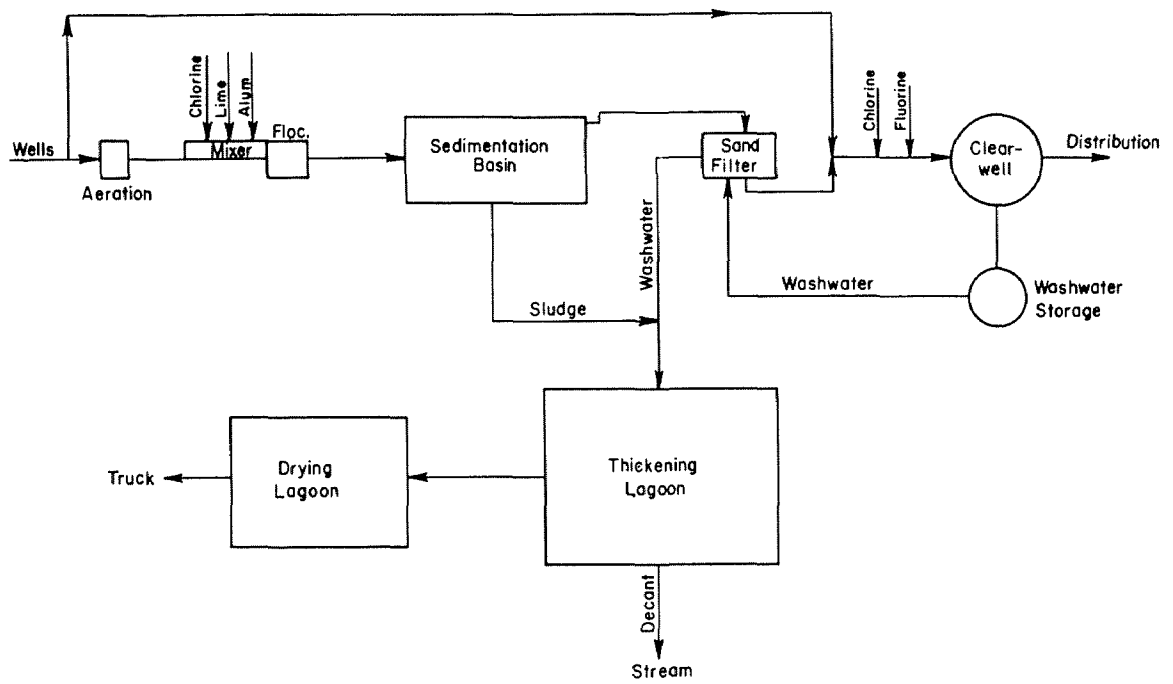 Chlorine
Lime
Alum
Floc.
Wells
Mixer
Aeration
Sedimentation
Basin
Sand
Filter
Chlorine
Fluorine
Clear-
well
Distribution
Washwater
Washwater
Washwater
Storage
Sludge
Truck
Drying
Lagoon
Thickening
Lagoon
Decant
Stream